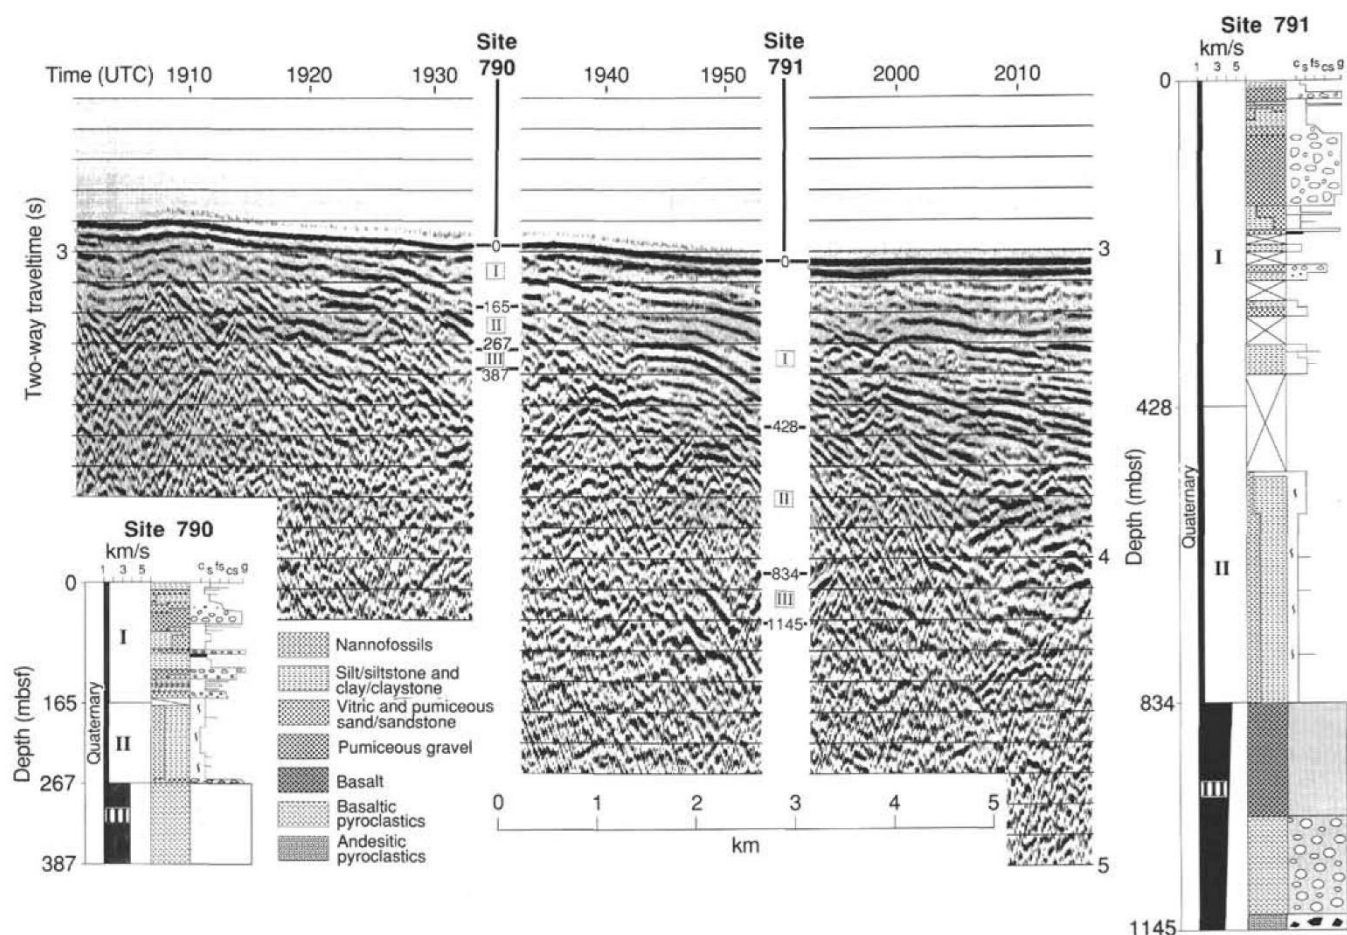 Site 791
km/s
1 3 5
c s fs cs g
Site
790
Site
791
Time (UTC) 1910 1920 1930 1940 1950 2000 2010
0
Two-way traveltime (s)
3
0
I
165
II
267
III
387
0
I
428
II
834
III
1145
3
4
5
Depth (mbsf)
428
834
1145
Quaternary
I
II
III
Site 790
km/s
1 3 5
c s fs cs g
0
Depth (mbsf)
165
267
387
Quaternary
I
II
III
Nannofossils
Silt/siltstone and
clay/claystone
Vitric and pumiceous
sand/sandstone
Pumiceous gravel
Basalt
Basaltic
pyroclastics
Andesitic
pyroclastics
0 1 2 3 4 5
km